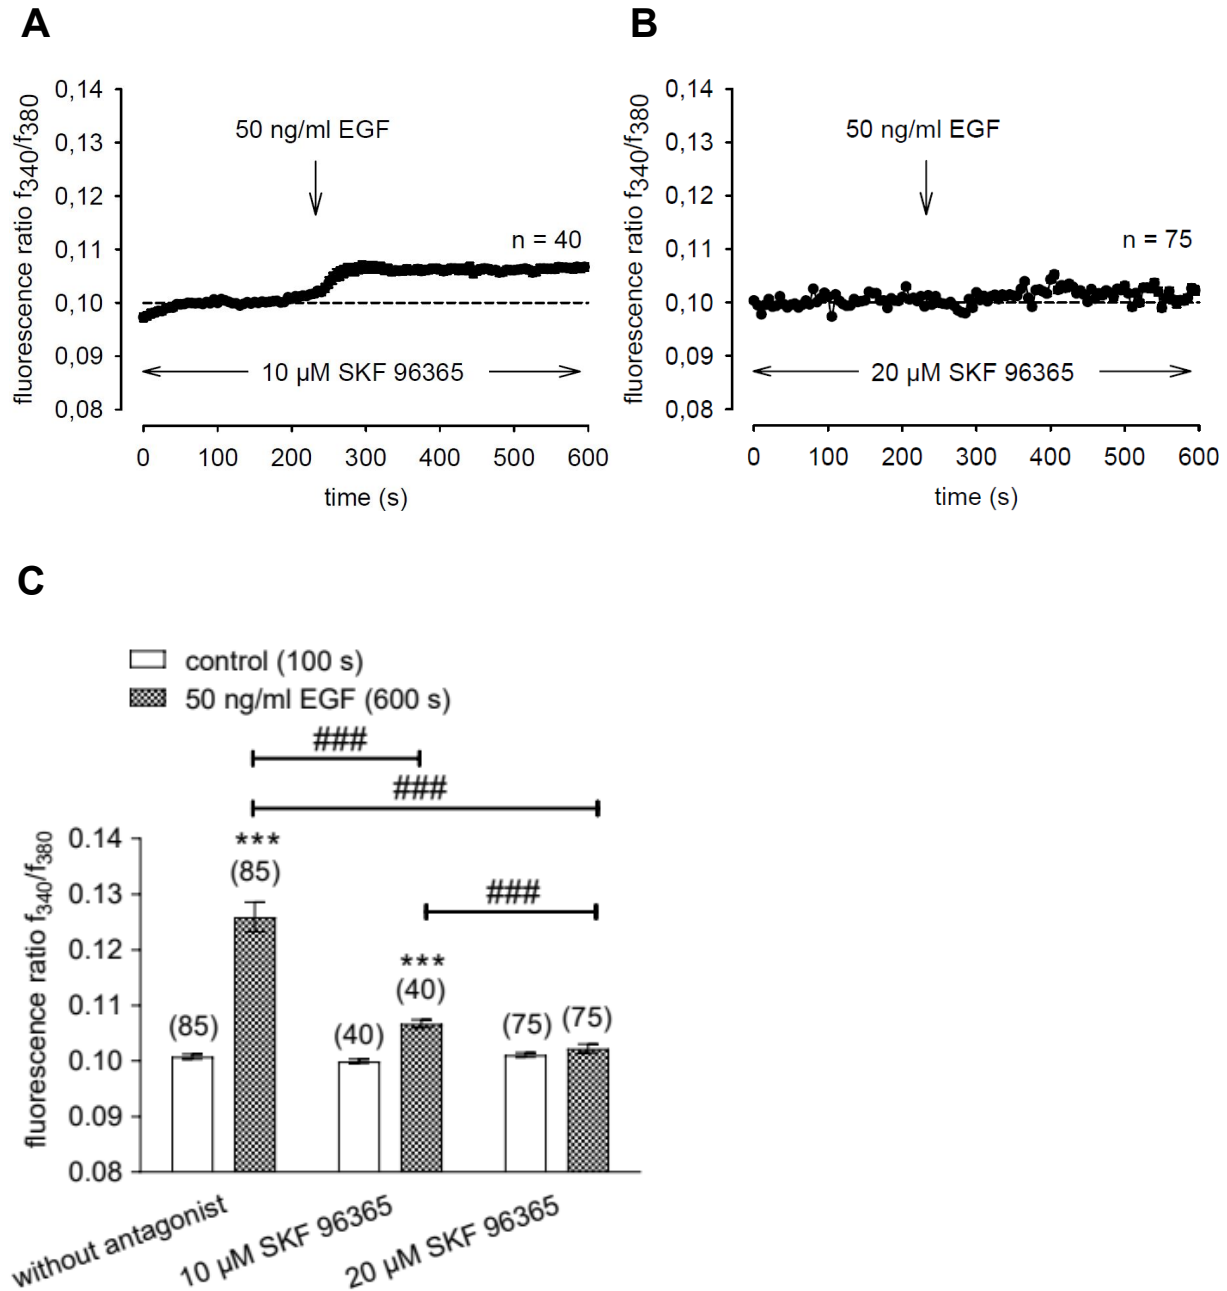 A
fluorescence ratio f340/f380
0,14
0,13
0,12
0,11
0,10
0,09
0,08
50 ng/ml EGF
n = 40
10 µM SKF 96365
0 100 200 300 400 500 600
time (s)
B
fluorescence ratio f340/f380
0,14
0,13
0,12
0,11
0,10
0,09
0,08
50 ng/ml EGF
n = 75
20 µM SKF 96365
0 100 200 300 400 500 600
time (s)
C
control (100 s)
50 ng/ml EGF (600 s)
###
###
###
fluorescence ratio f340/f380
0.14
0.13
0.12
0.11
0.10
0.09
0.08
(85)
***
(85)
(40)
***
(40)
(75)
(75)
without antagonist
10 µM SKF 96365
20 µM SKF 96365